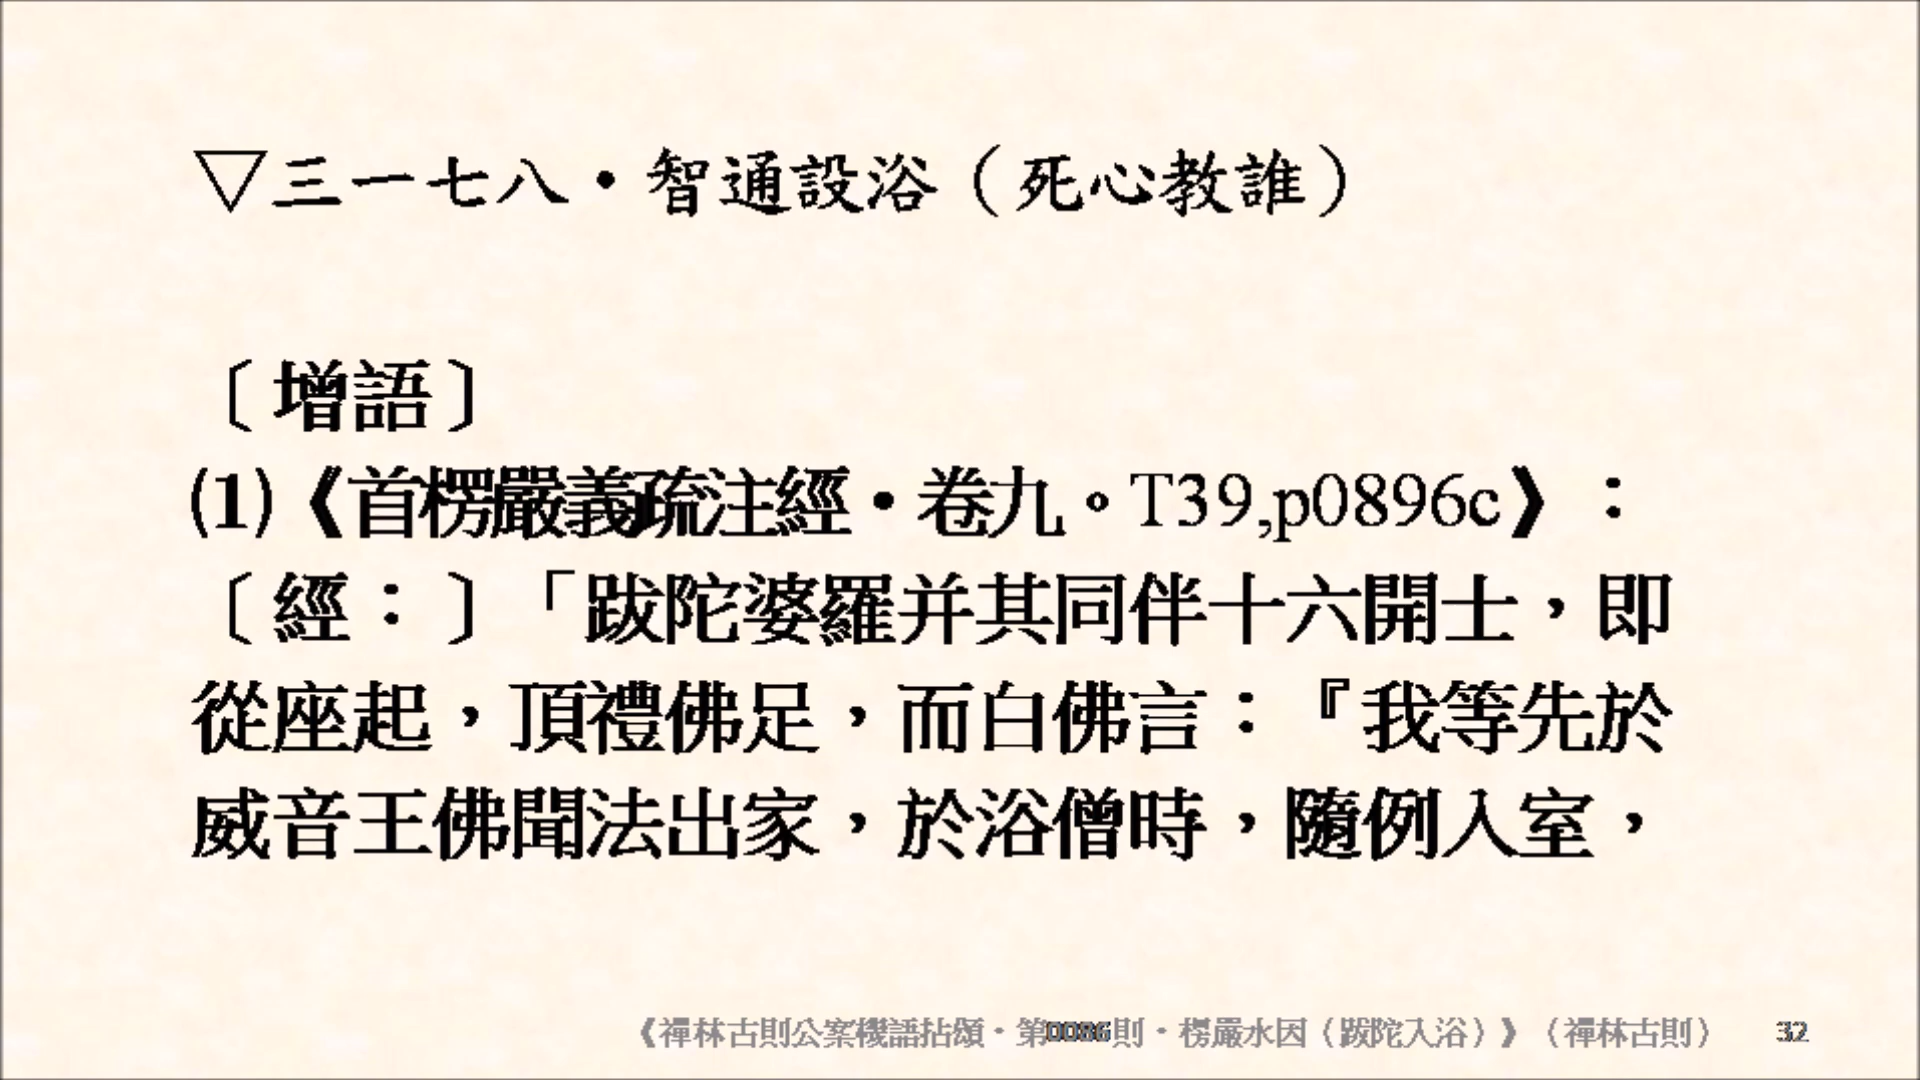 ▽三一七八・智通設浴（死心教誰）
〔增語〕
(1)《首楞嚴義疏注經・卷九。T39,p0896c》：
〔經：〕「跋陀婆羅并其同伴十六開士，即
從座起，頂禮佛足，而白佛言：『我等先於
威音王佛聞法出家，於浴僧時，隨例入室，
《禪林古則公案機語拈頌・第0086則・楞嚴水因（跋陀入浴）》（禪林古則） 32